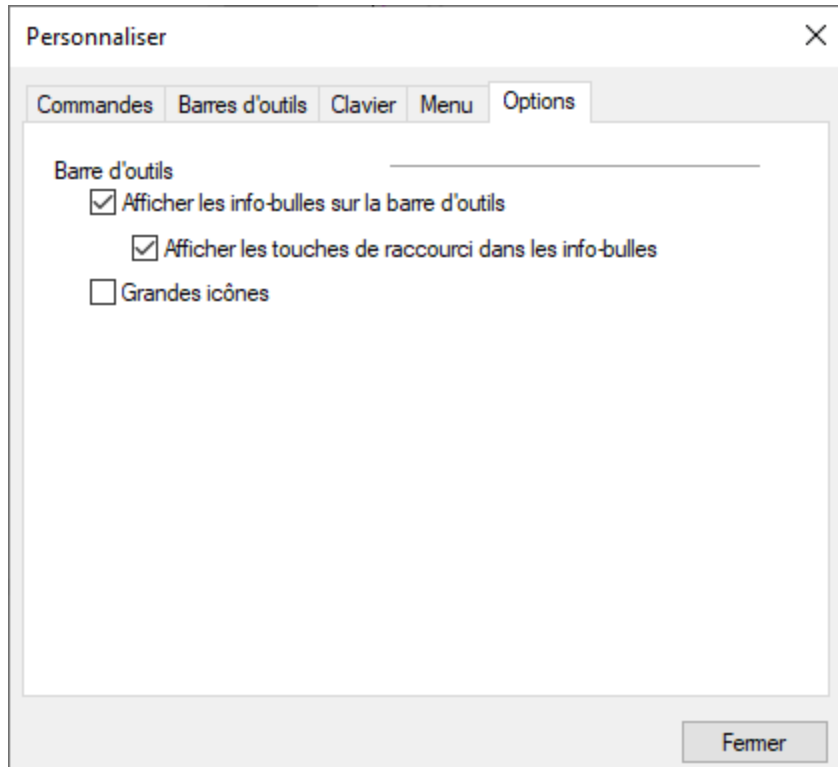 Personnaliser
Commandes Barres d'outils Clavier Menu Options
Barre d'outils
Afficher les info-bulles sur la barre d'outils
Afficher les touches de raccourci dans les info-bulles
Grandes icônes
Fermer